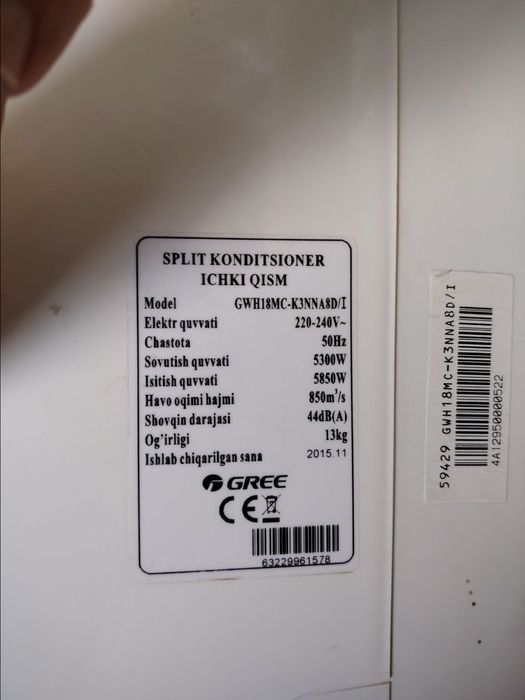 SPLIT KONDITSIONER
ICHKI QISM
Model GWH18MC-K3NNA8D/I
Elektr quvvati 220-240V~
Chastota 50Hz
Sovutish quvvati 5300W
Isitish quvvati 5850W
Havo oqimi hajmi 850m³/s
Shovqin darajasi 44dB(A)
Og'irligi 13kg
Ishlab chiqarilgan sana 2015.11
GREE
CE
63229961578
59429 GWH18MC-K3NNA8D/I
4A12950000522